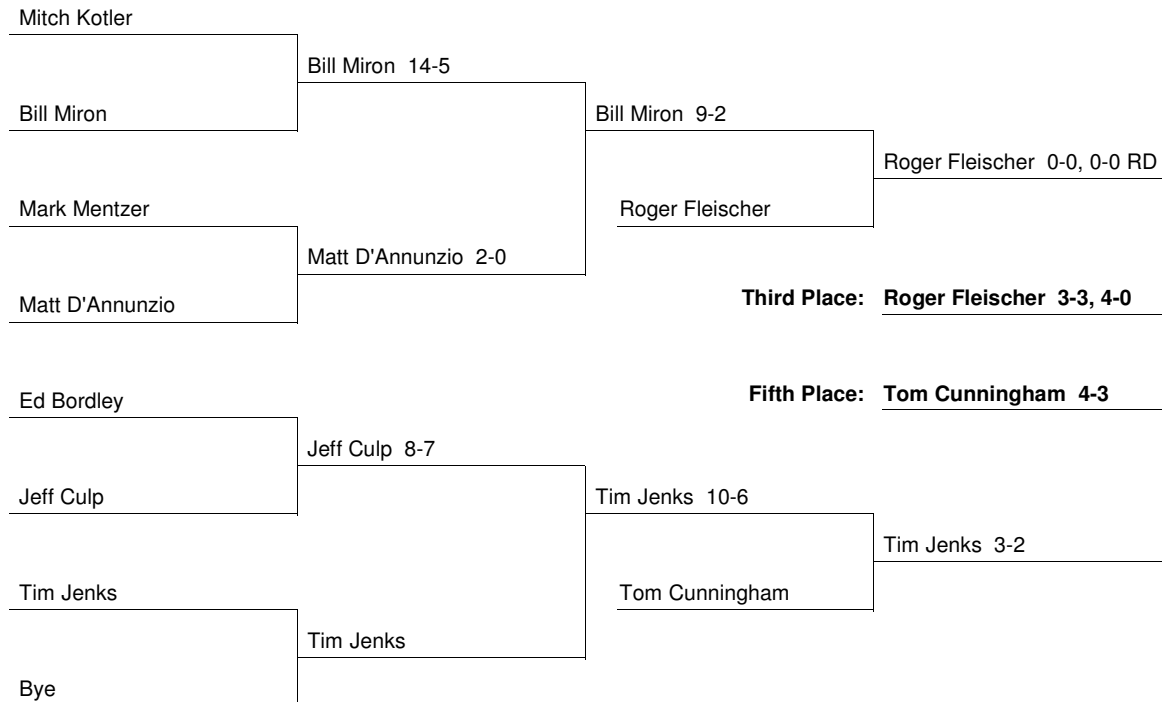 Mitch Kotler
Bill Miron 14-5
Bill Miron
Bill Miron 9-2
Roger Fleischer 0-0, 0-0 RD
Mark Mentzer
Roger Fleischer
Matt D'Annunzio 2-0
Matt D'Annunzio
Third Place: Roger Fleischer 3-3, 4-0
Ed Bordley
Fifth Place: Tom Cunningham 4-3
Jeff Culp 8-7
Jeff Culp
Tim Jenks 10-6
Tim Jenks 3-2
Tim Jenks
Tom Cunningham
Tim Jenks
Bye